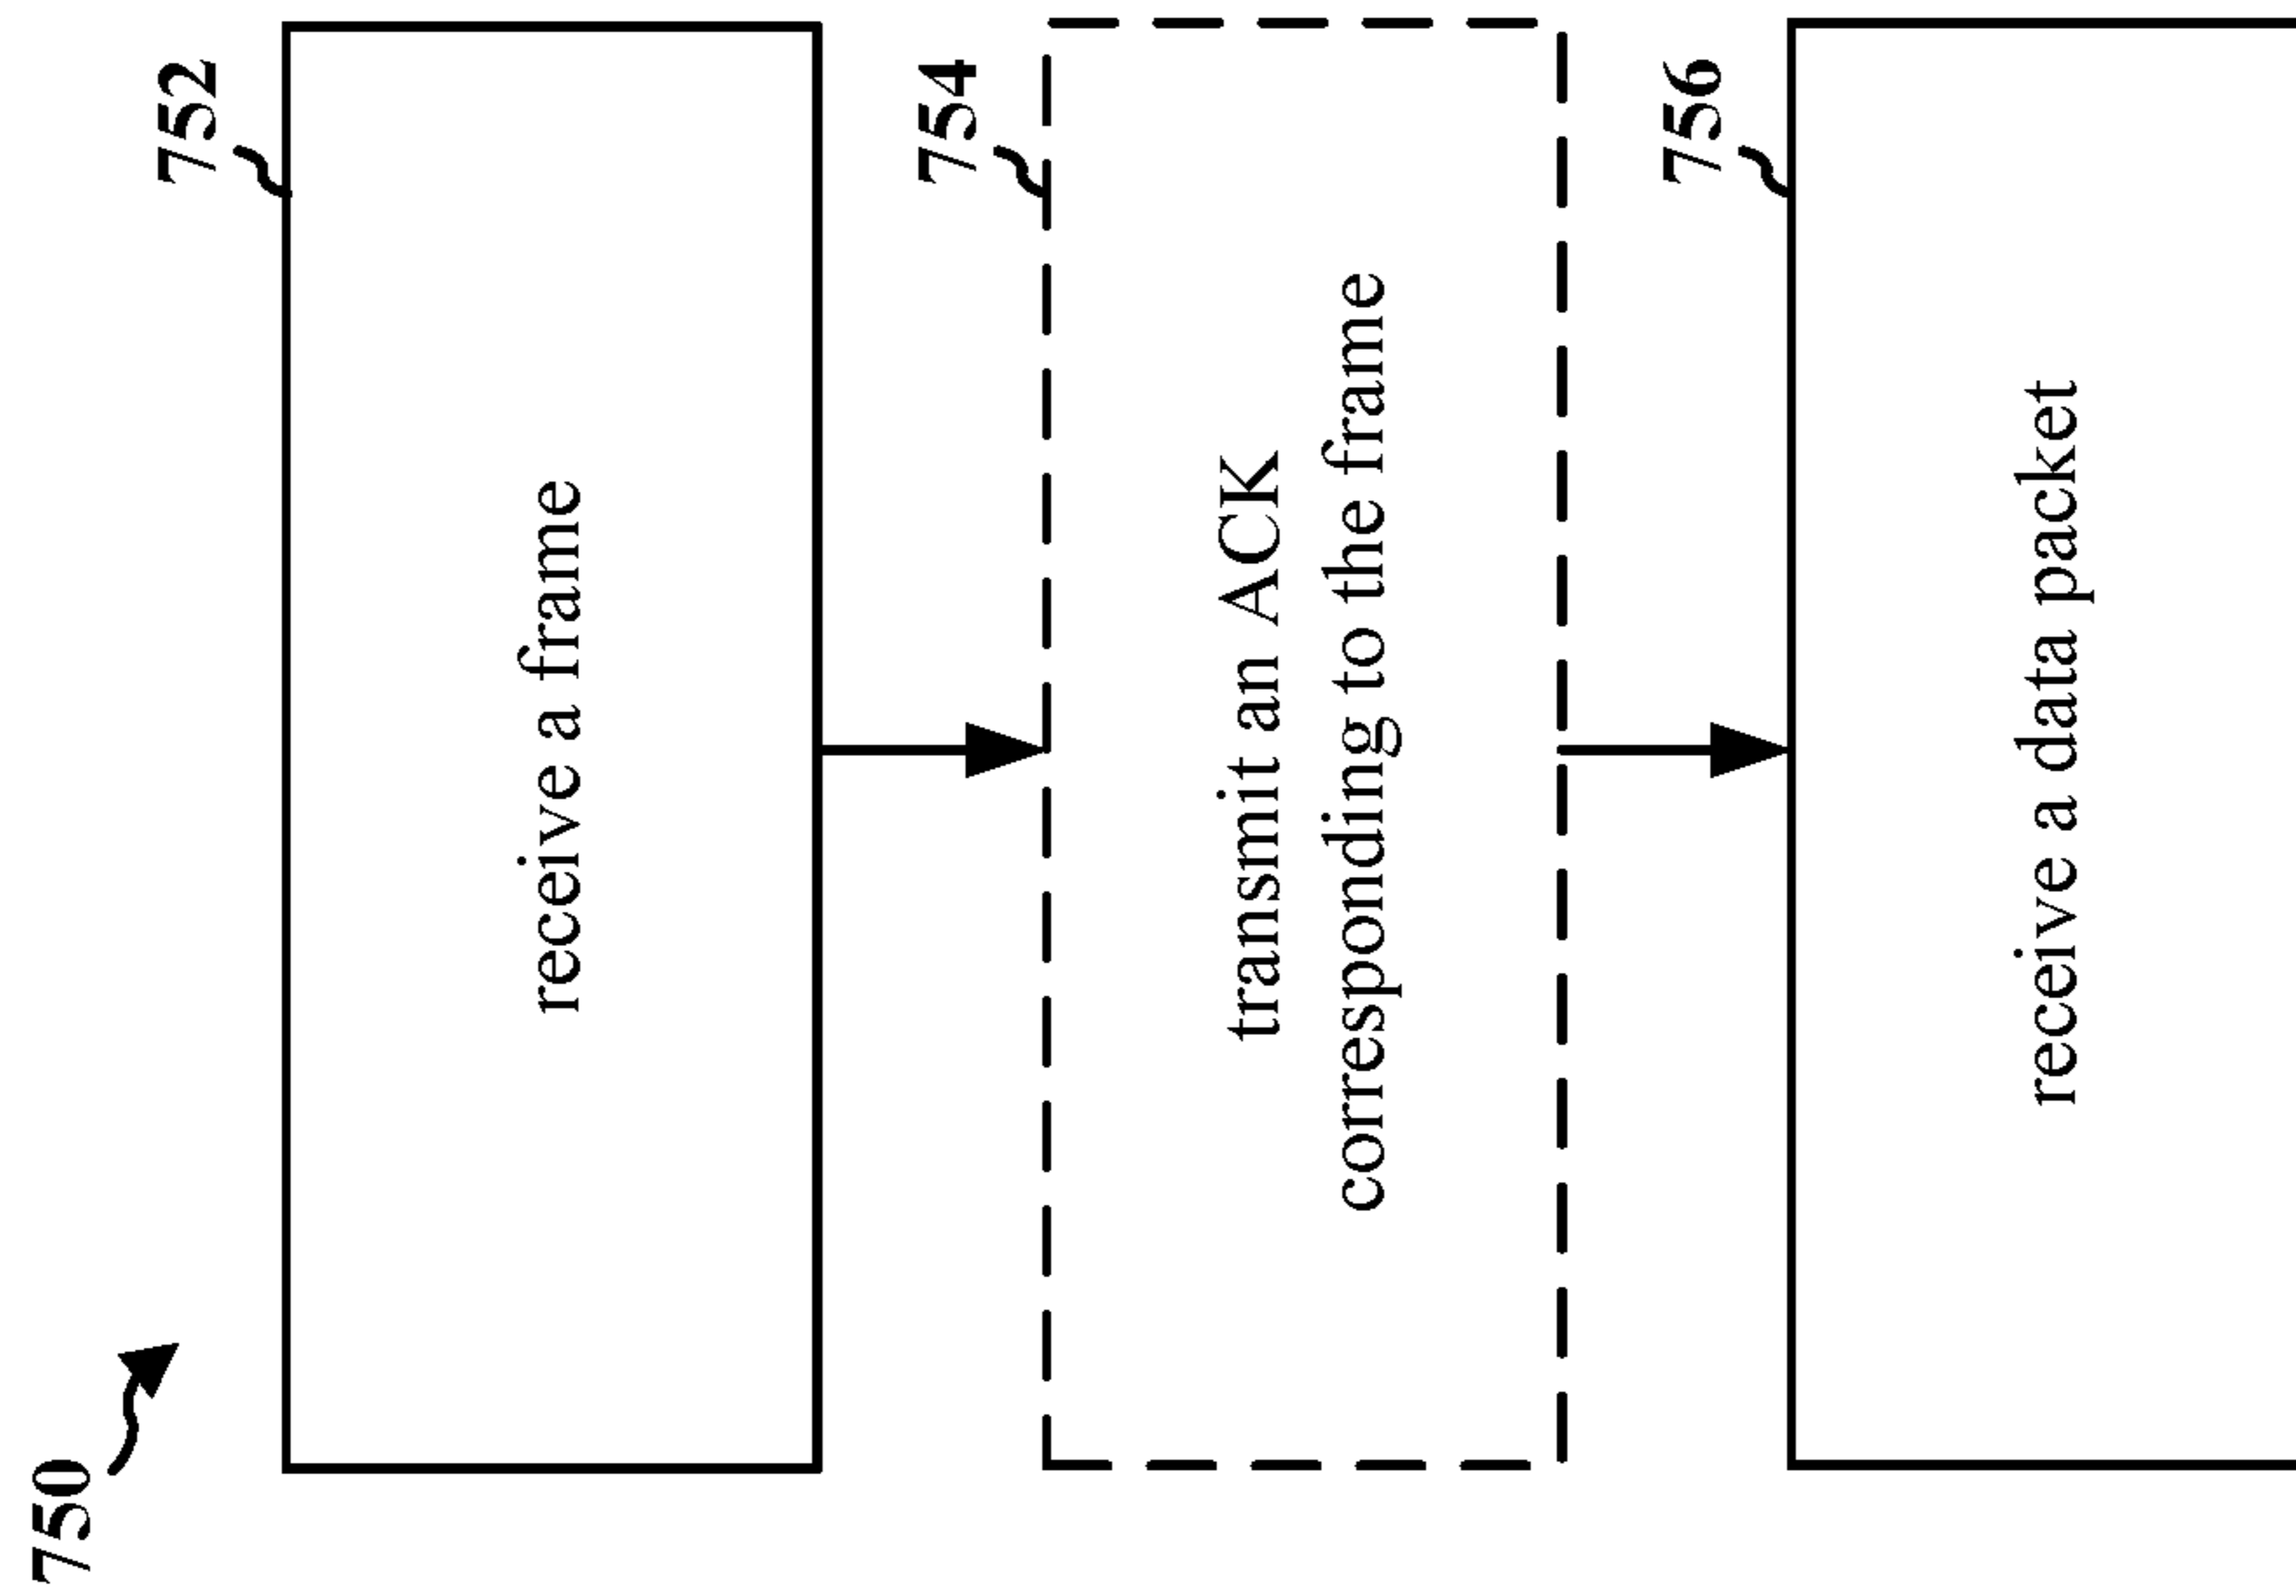 750
752
receive a frame
754
transmit an ACK
corresponding to the frame
756
receive a data packet